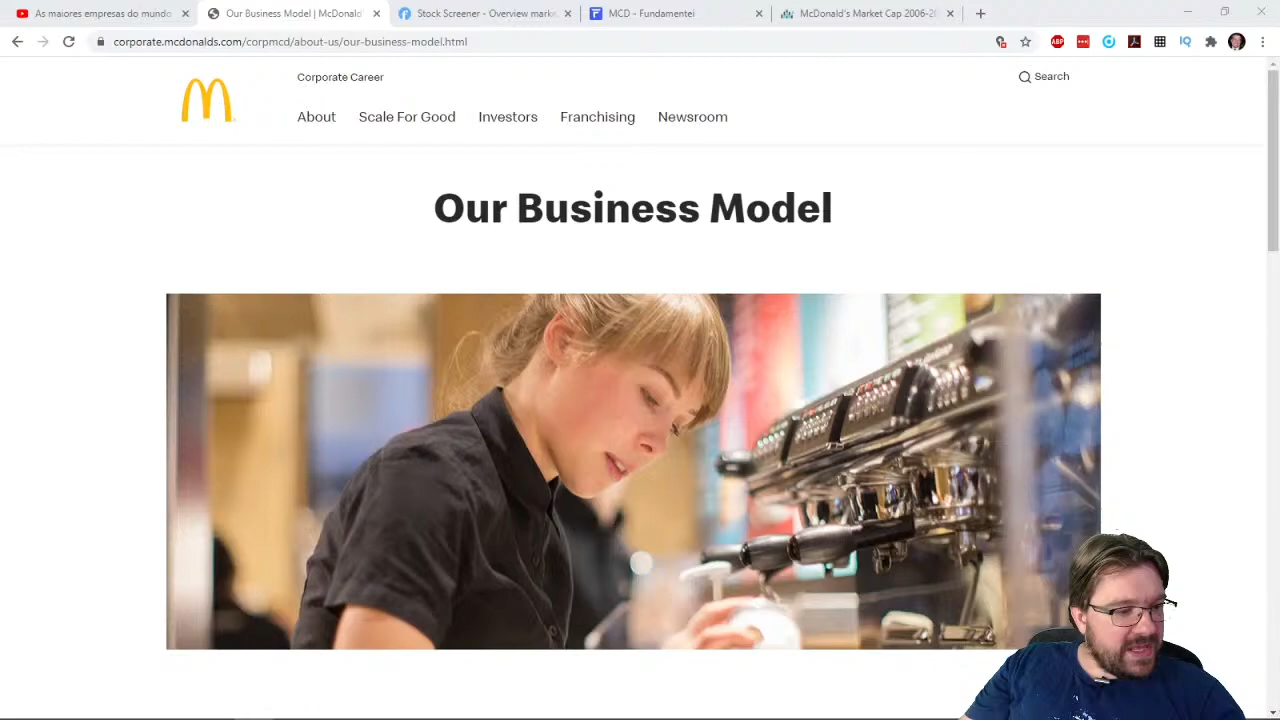 As maiores empresas do mundo
Our Business Model | McDonald'
Stock Screener - Overview marke
MCD - Fundamentei
McDonald's Market Cap 2006-20
corporate.mcdonalds.com/corpmcd/about-us/our-business-model.html
ABP
Corporate Career
Search
About
Scale For Good
Investors
Franchising
Newsroom
Our Business Model